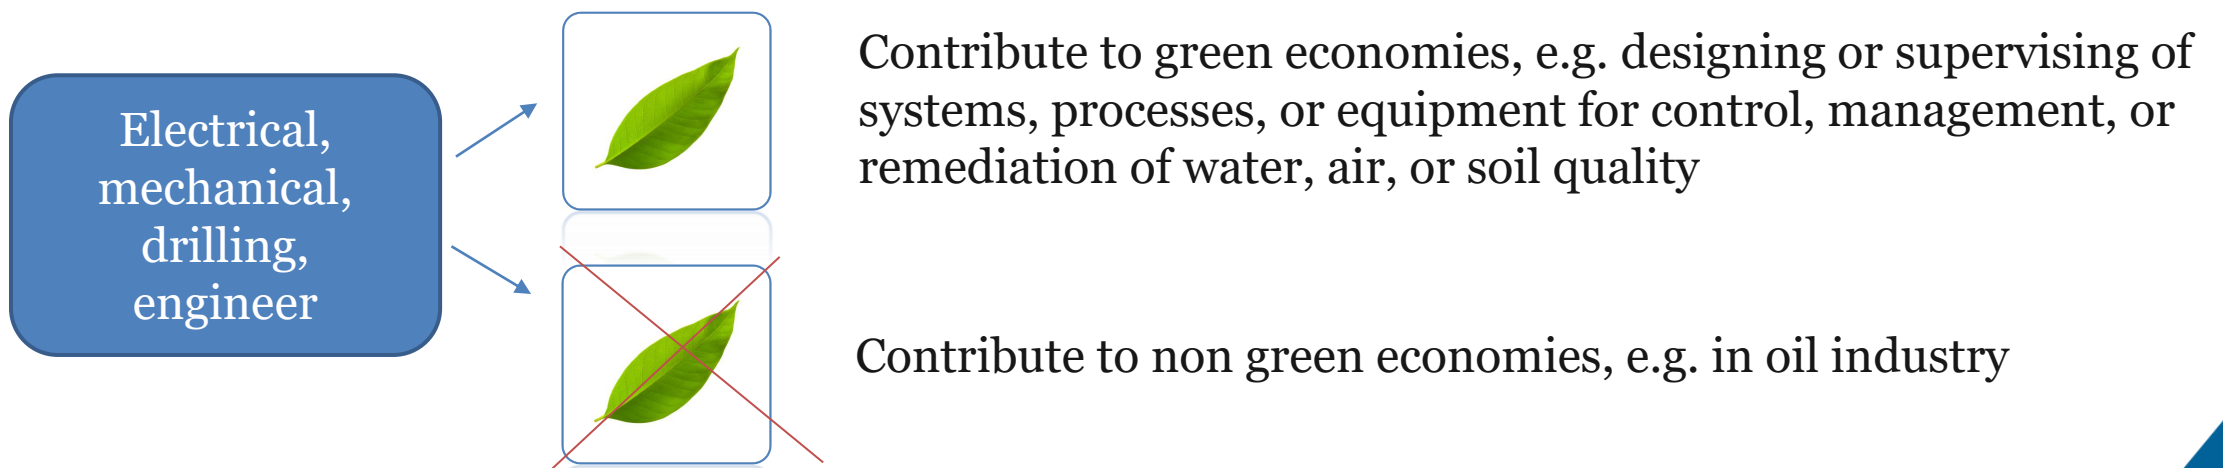 Electrical,
mechanical,
drilling,
engineer
Contribute to green economies, e.g. designing or supervising of
systems, processes, or equipment for control, management, or
remediation of water, air, or soil quality
Contribute to non green economies, e.g. in oil industry